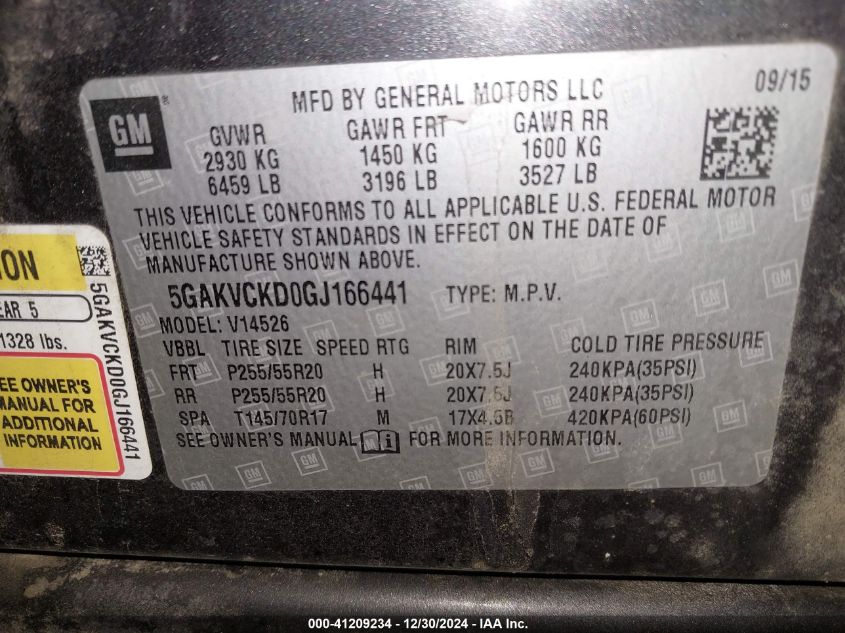 GM
MFD BY GENERAL MOTORS LLC
09/15
GVWR GAWR FRT GAWR RR
2930 KG 1450 KG 1600 KG
6459 LB 3196 LB 3527 LB
THIS VEHICLE CONFORMS TO ALL APPLICABLE U.S. FEDERAL MOTOR
VEHICLE SAFETY STANDARDS IN EFFECT ON THE DATE OF
MANUFACTURE SHOWN ABOVE.
5GAKVCKD0GJ166441 TYPE: M.P.V.
MODEL: V14526
VBBL TIRE SIZE SPEED RTG RIM COLD TIRE PRESSURE
FRT P255/55R20 H 20X7.5J 240KPA(35PSI)
RR P255/55R20 H 20X7.5J 240KPA(35PSI)
SPA T145/70R17 M 17X4.5B 420KPA(60PSI)
SEE OWNER'S MANUAL FOR MORE INFORMATION.
5
1328 lbs.
SEE OWNER'S
MANUAL FOR
ADDITIONAL
INFORMATION
5GAKVCKD0GJ166441
000-41209234 - 12/30/2024 - IAA Inc.